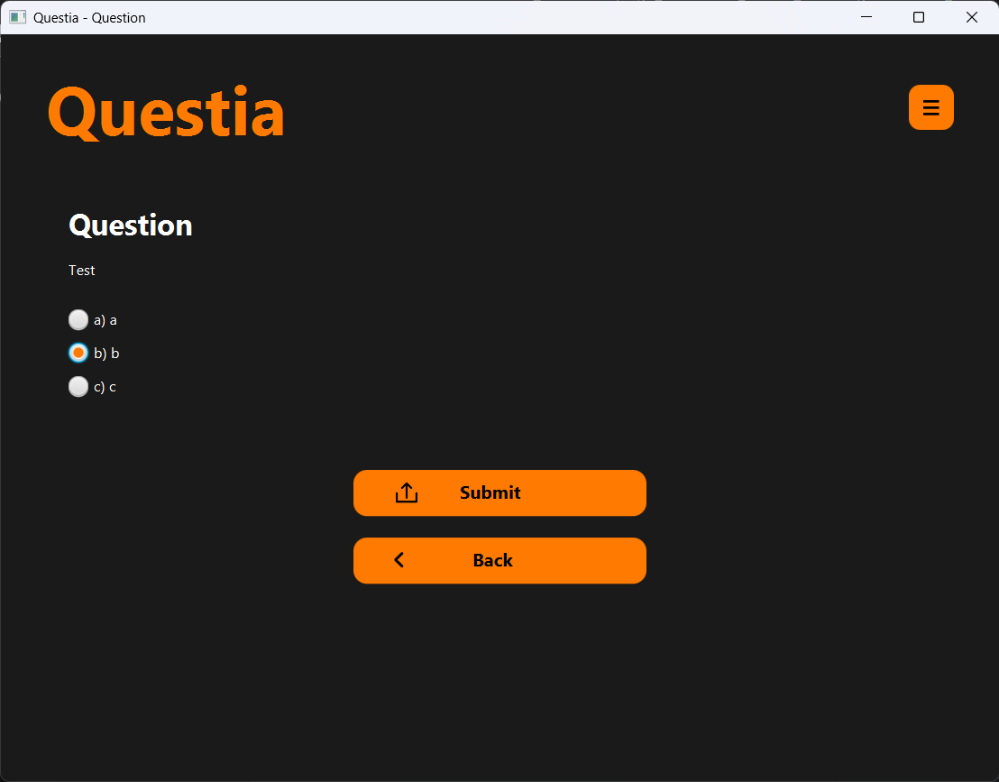 Questia - Question
Questia
Question
Test
a) a
b) b
c) c
Submit
Back